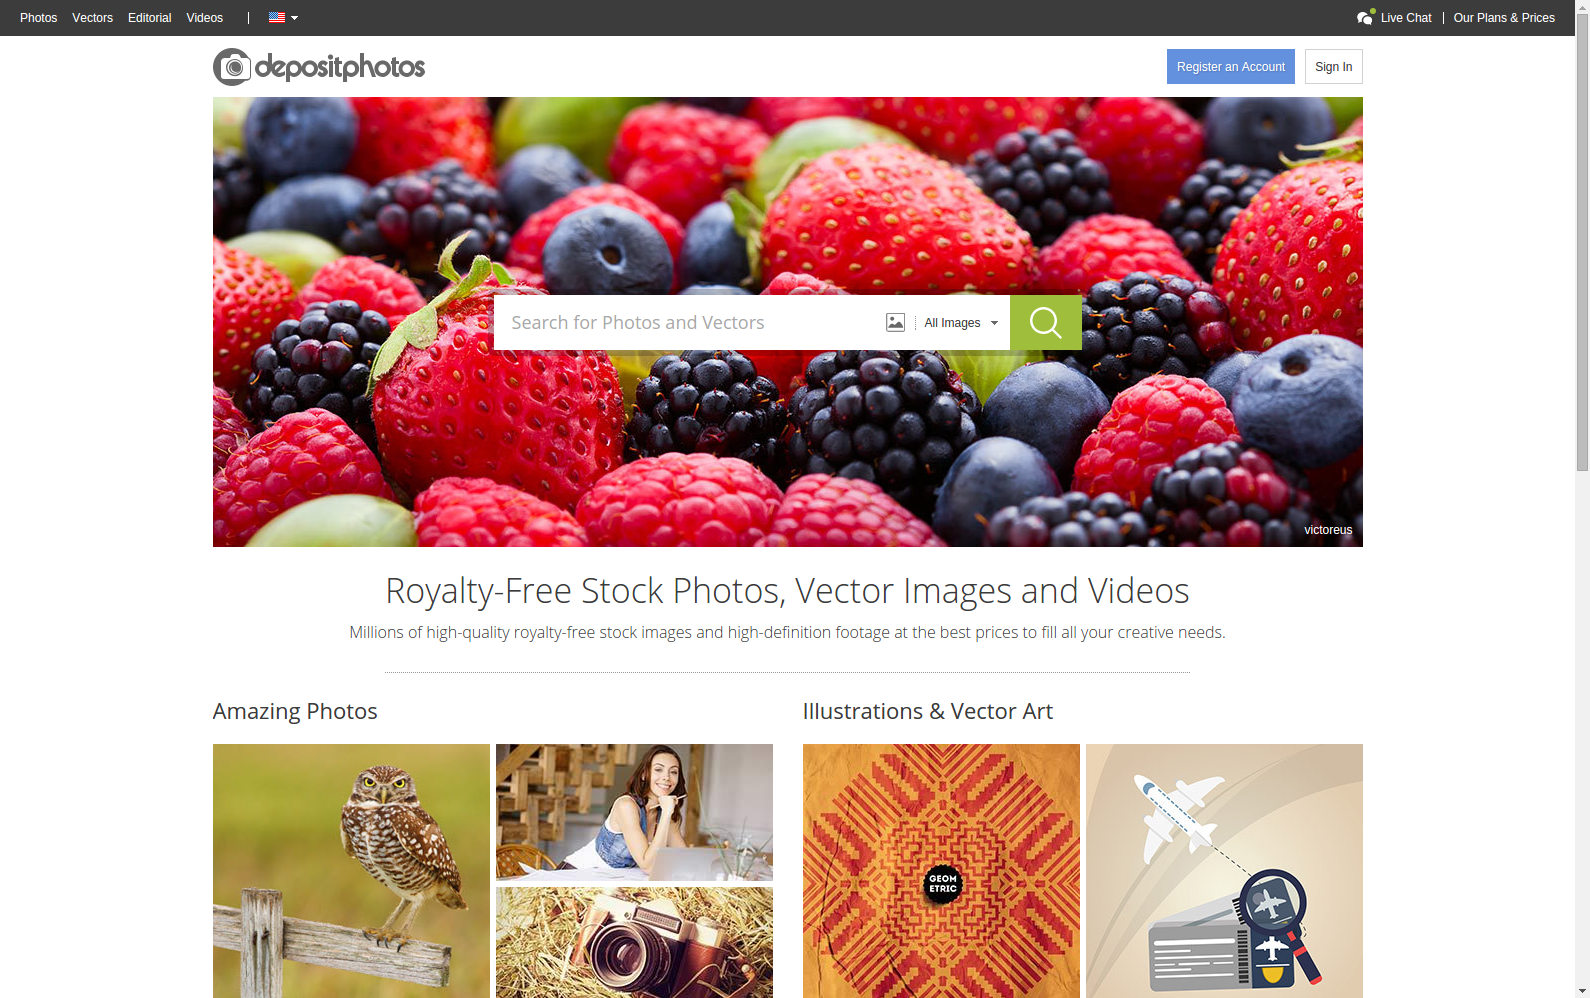 Photos Vectors Editorial Videos
Live Chat Our Plans & Prices
depositphotos
Register an Account Sign In
Search for Photos and Vectors All Images
victoreus
Royalty-Free Stock Photos, Vector Images and Videos
Millions of high-quality royalty-free stock images and high-definition footage at the best prices to fill all your creative needs.
Amazing Photos
Illustrations & Vector Art
GEOM
ETRIC